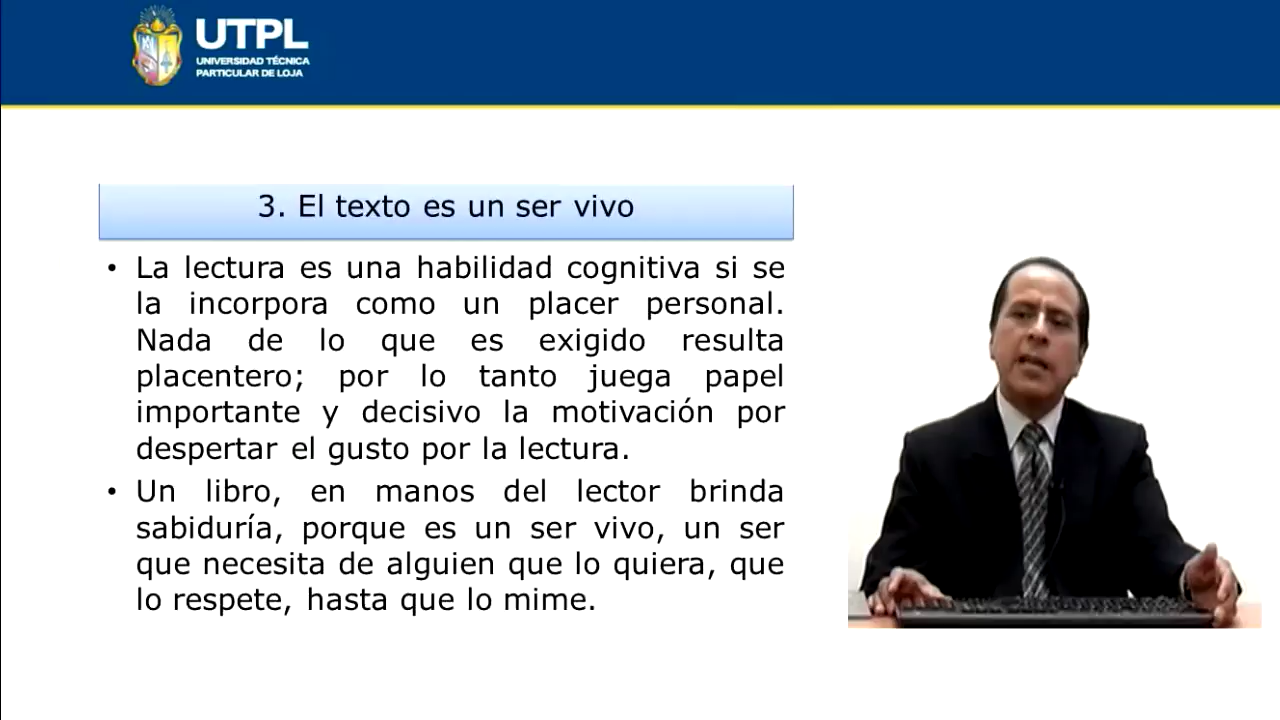 UTPL
UNIVERSIDAD TÉCNICA
PARTICULAR DE LOJA
3. El texto es un ser vivo
• La lectura es una habilidad cognitiva si se
la incorpora como un placer personal.
Nada de lo que es exigido resulta
placentero; por lo tanto juega papel
importante y decisivo la motivación por
despertar el gusto por la lectura.
• Un libro, en manos del lector brinda
sabiduría, porque es un ser vivo, un ser
que necesita de alguien que lo quiera, que
lo respete, hasta que lo mime.